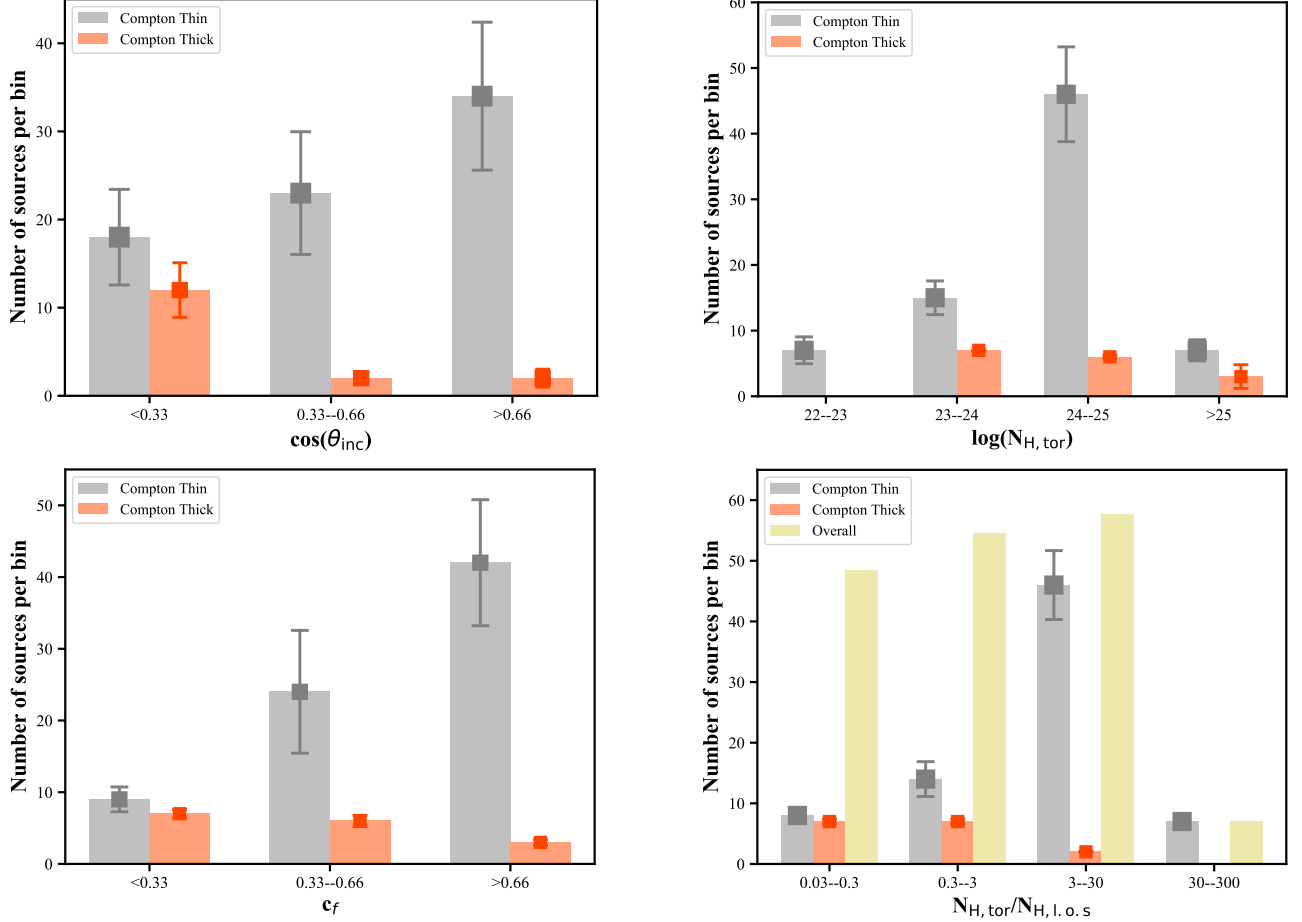 Compton Thin
Compton Thick
Number of sources per bin
40
30
20
10
0
<0.33
0.33--0.66
>0.66
cos(θinc)
Compton Thin
Compton Thick
Number of sources per bin
60
50
40
30
20
10
0
22--23
23--24
24--25
>25
log(NH, tor)
Compton Thin
Compton Thick
Number of sources per bin
50
40
30
20
10
0
<0.33
0.33--0.66
>0.66
cf
Compton Thin
Compton Thick
Overall
Number of sources per bin
60
50
40
30
20
10
0
0.03--0.3
0.3--3
3--30
30--300
NH, tor/NH, l. o. s